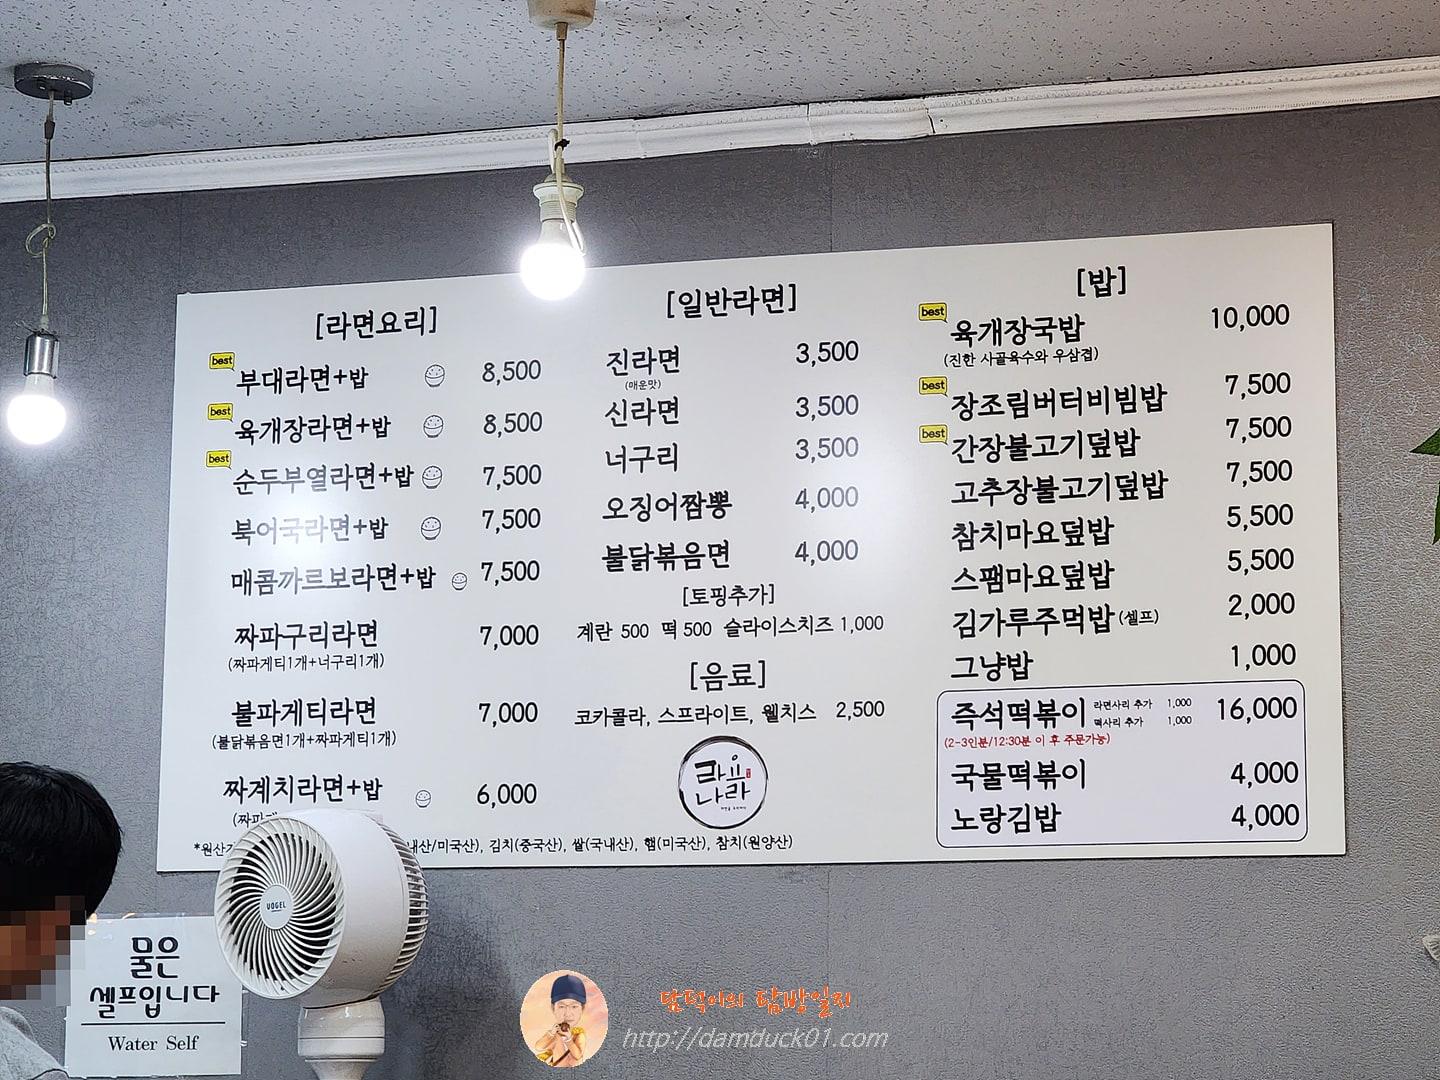 [라면요리]
best 부대라면+밥 8,500
best 육개장라면+밥 8,500
best 순두부열라면+밥 7,500
북어국라면+밥 7,500
매콤까르보라면+밥 7,500
짜파구리라면 7,000
(짜파게티1개+너구리1개)
불파게티라면 7,000
(불닭볶음면1개+짜파게티1개)
짜계치라면+밥 6,000
(짜파게
[일반라면]
진라면 3,500
(매운맛)
신라면 3,500
너구리 3,500
오징어짬뽕 4,000
불닭볶음면 4,000
[토핑추가]
계란 500 떡 500 슬라이스치즈 1,000
[음료]
코카콜라, 스프라이트, 웰치스 2,500
라면
나라
[밥]
best 육개장국밥 10,000
(진한 사골육수와 우삼겹)
best 장조림버터비빔밥 7,500
best 간장불고기덮밥 7,500
고추장불고기덮밥 7,500
참치마요덮밥 5,500
스팸마요덮밥 5,500
김가루주먹밥(셀프) 2,000
그냥밥 1,000
즉석떡볶이 라면사리 추가 1,000 16,000
떡사리 추가 1,000
(2-3인분/12:30분 이 후 주문가능)
국물떡볶이 4,000
노랑김밥 4,000
*원산지 내산/미국산), 김치(중국산), 쌀(국내산), 햄(미국산), 참치(원양산)
VOGEL
물은
셀프입니다
Water Self
담덕이의 탐방일지
http://damduck01.com